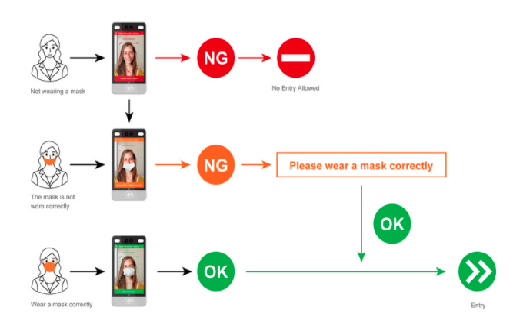 NG
Not wearing a mask
No Entry Allowed
NG
Please wear a mask correctly
The mask is not
worn correctly
OK
OK
Wear a mask correctly
Entry